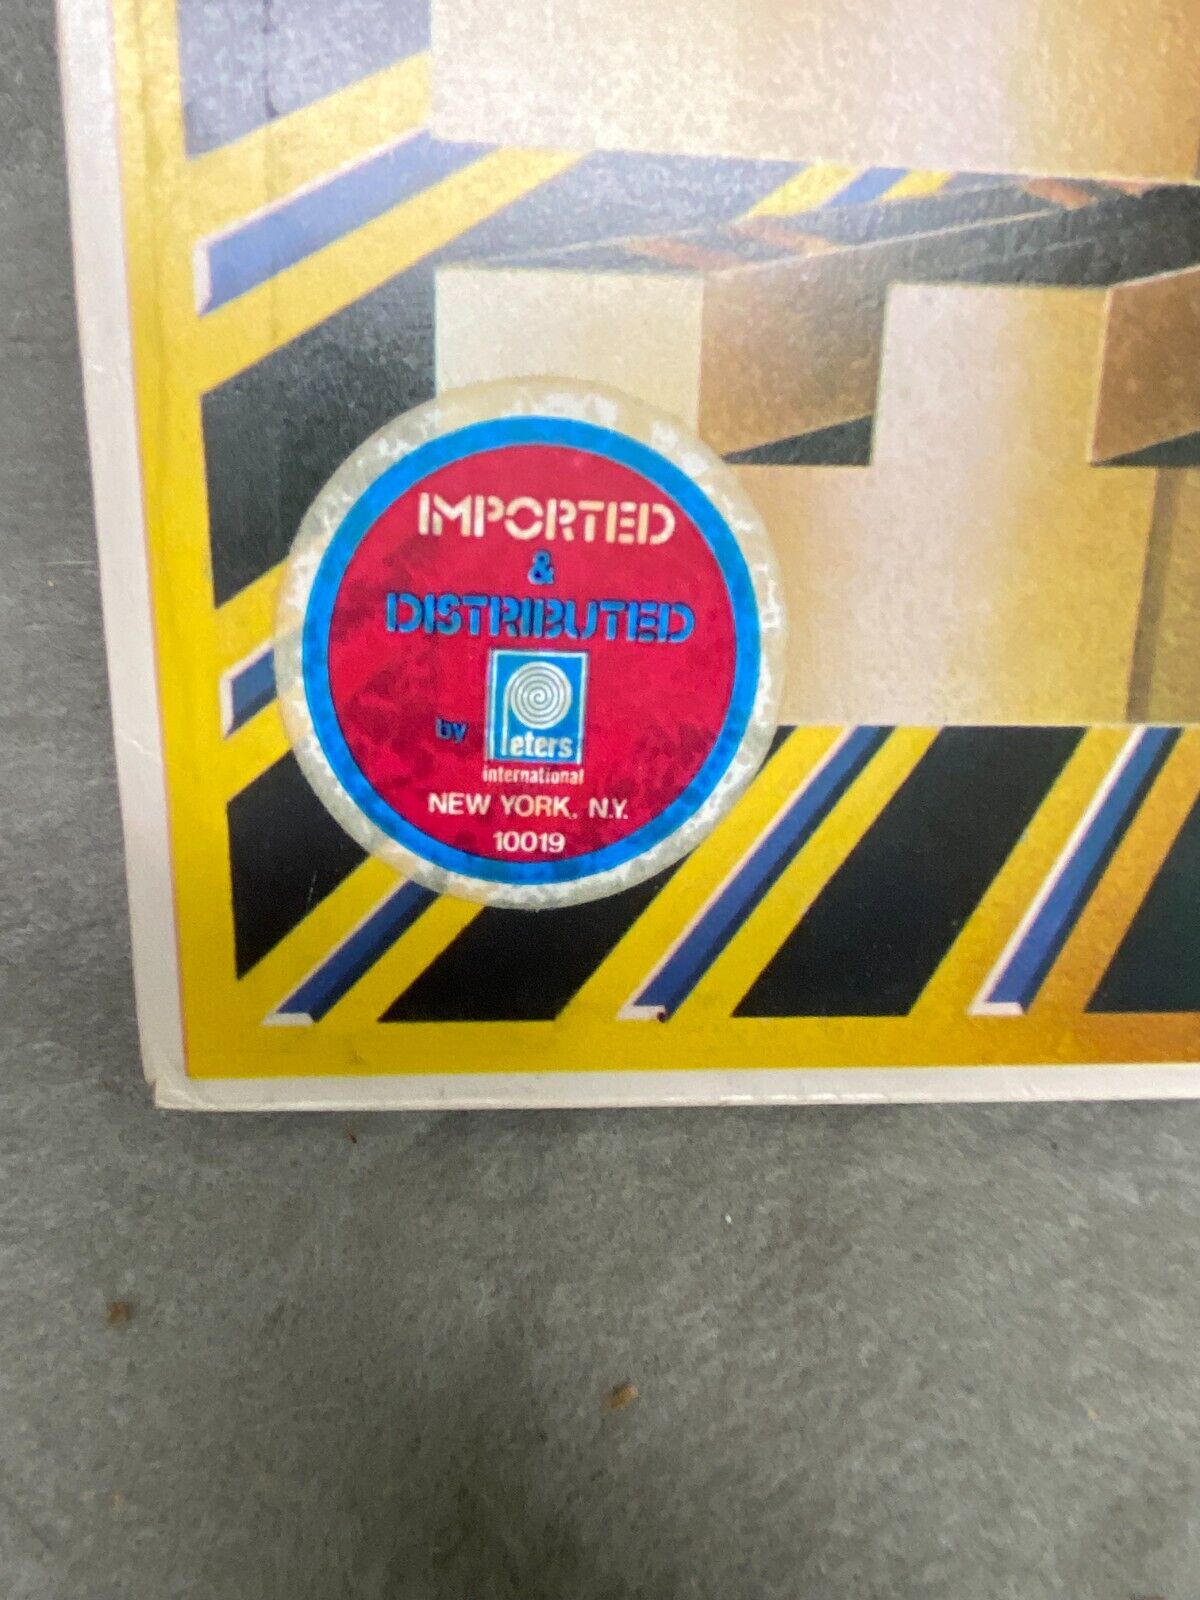 IMPORTED
&
DISTRIBUTED
by Peters
international
NEW YORK, N.Y.
10019